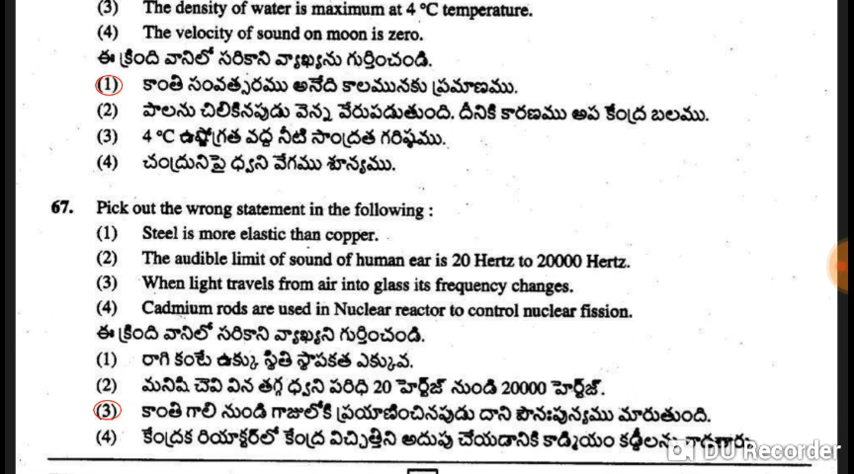 (3) The density of water is maximum at 4 °C temperature.
(4) The velocity of sound on moon is zero.
ఈ క్రింది వానిలో సరికాని వ్యాఖ్యను గుర్తించండి.
(1) కాంతి సంవత్సరము అనేది కాలమునకు ప్రమాణము.
(2) పాలను చిలికినపుడు వెన్న వేరుపడుతుంది. దీనికి కారణము అప కేంద్ర బలము.
(3) 4 °C ఉష్ణోగ్రత వద్ద నీటి సాంద్రత గరిష్ఠము.
(4) చంద్రునిపై ధ్వని వేగము శూన్యము.
67. Pick out the wrong statement in the following :
(1) Steel is more elastic than copper.
(2) The audible limit of sound of human ear is 20 Hertz to 20000 Hertz.
(3) When light travels from air into glass its frequency changes.
(4) Cadmium rods are used in Nuclear reactor to control nuclear fission.
ఈ క్రింది వానిలో సరికాని వ్యాఖ్యని గుర్తించండి.
(1) రాగి కంటే ఉక్కు స్థితి స్థాపకత ఎక్కువ.
(2) మనిషి చెవి విన తగ్గ ధ్వని పరిధి 20 హెర్ట్‌జ్ నుండి 20000 హెర్ట్‌జ్.
(3) కాంతి గాలి నుండి గాజులోకి ప్రయాణించినపుడు దాని పౌనఃపున్యము మారుతుంది.
(4) కేంద్రక రియాక్టర్‌లో కేంద్ర విచ్ఛిత్తిని అదుపు చేయడానికి కాడ్మియం కడ్డీలను
DU Recorder